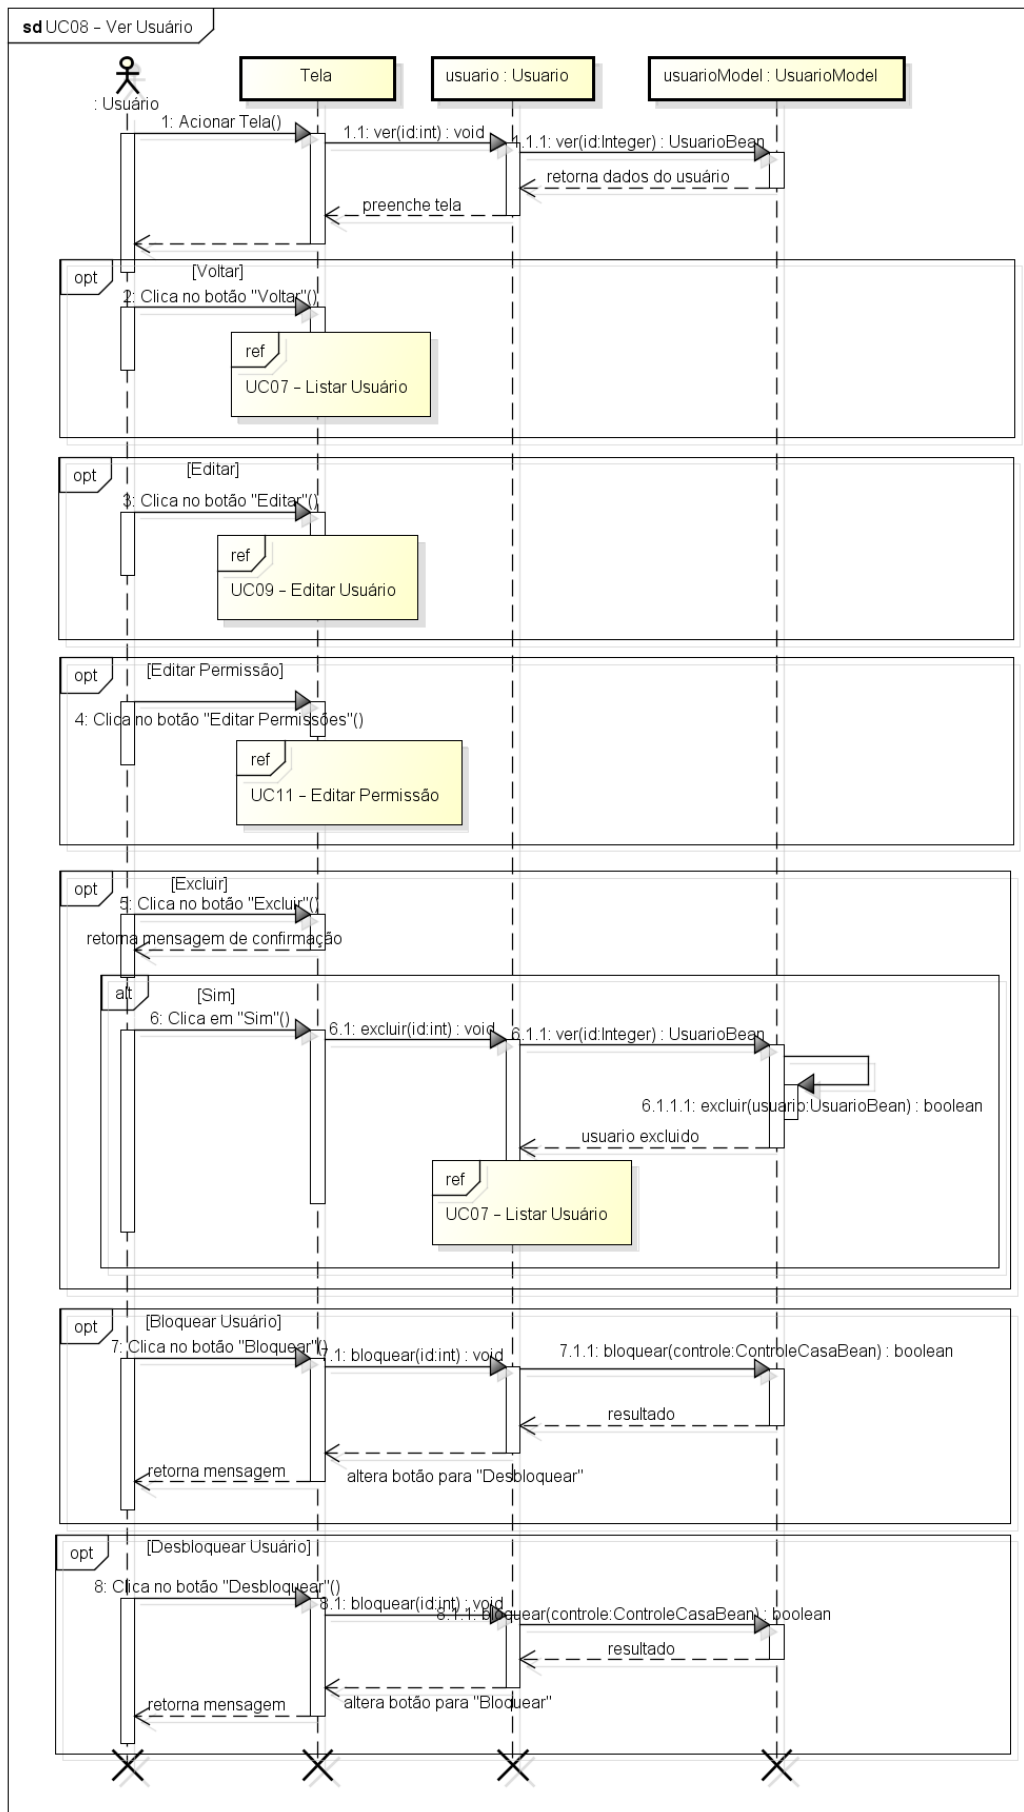 sd UC08 – Ver Usuário
: Usuário
Tela
usuario : Usuario
usuarioModel : UsuarioModel
1: Acionar Tela()
1.1: ver(id:int) : void
1.1.1: ver(id:Integer) : UsuarioBean
retorna dados do usuário
preenche tela
opt
[Voltar]
2: Clica no botão "Voltar"()
ref
UC07 – Listar Usuário
opt
[Editar]
3: Clica no botão "Editar"()
ref
UC09 – Editar Usuário
opt
[Editar Permissão]
4: Clica no botão "Editar Permissões"()
ref
UC11 – Editar Permissão
opt
[Excluir]
5: Clica no botão "Excluir"()
retorna mensagem de confirmação
alt
[Sim]
6: Clica em "Sim"()
6.1: excluir(id:int) : void
6.1.1: ver(id:Integer) : UsuarioBean
6.1.1.1: excluir(usuario:UsuarioBean) : boolean
usuario excluido
ref
UC07 – Listar Usuário
opt
[Bloquear Usuário]
7: Clica no botão "Bloquear"()
7.1: bloquear(id:int) : void
7.1.1: bloquear(controle:ControleCasaBean) : boolean
resultado
retorna mensagem
altera botão para "Desbloquear"
opt
[Desbloquear Usuário]
8: Clica no botão "Desbloquear"()
8.1: bloquear(id:int) : void
8.1.1: bloquear(controle:ControleCasaBean) : boolean
resultado
retorna mensagem
altera botão para "Bloquear"